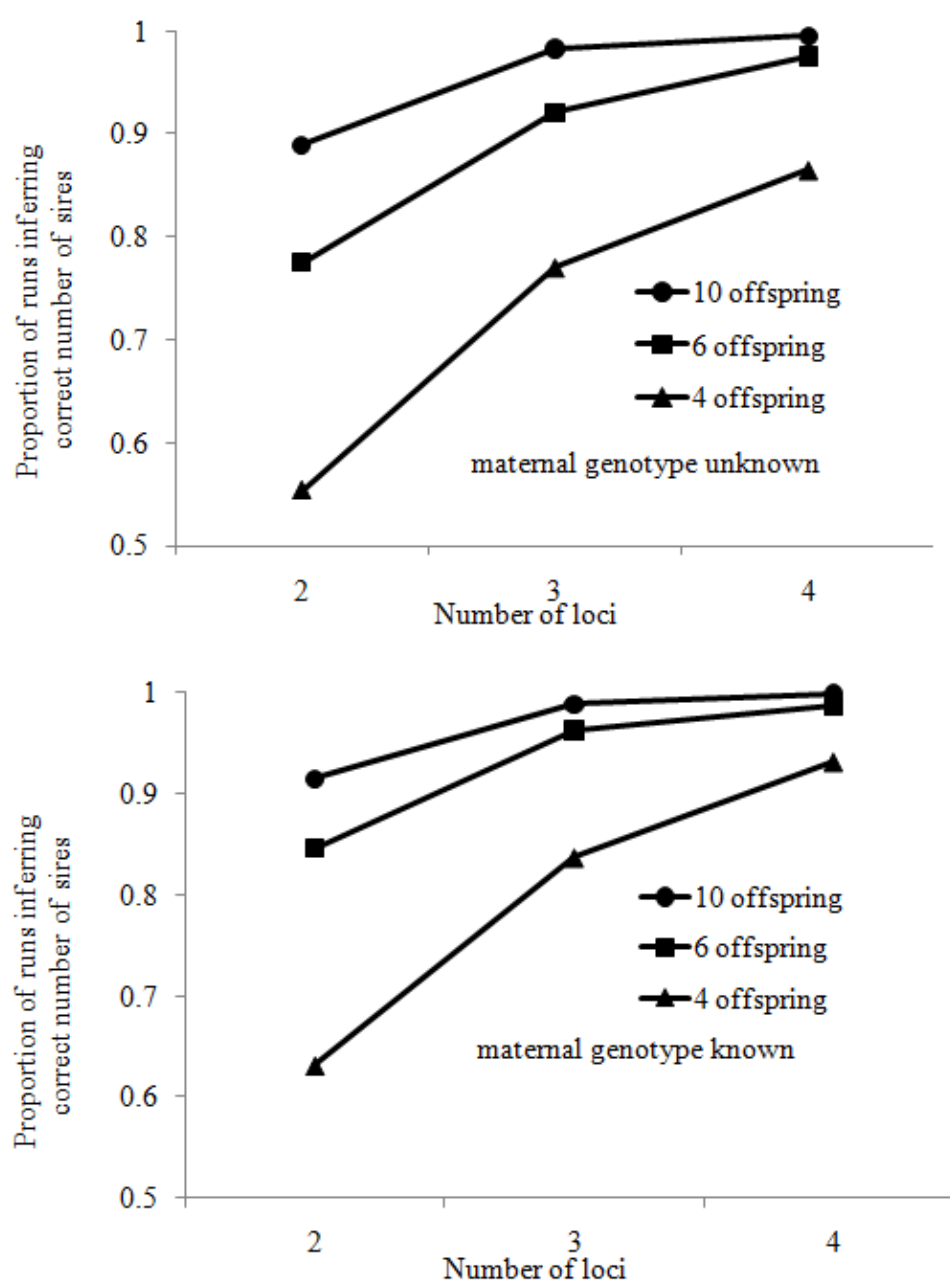 Proportion of runs inferring
correct number of sires
1
0.9
0.8
0.7
0.6
0.5
10 offspring
6 offspring
4 offspring
maternal genotype unknown
2 3 4
Number of loci
Proportion of runs inferring
correct number of sires
1
0.9
0.8
0.7
0.6
0.5
10 offspring
6 offspring
4 offspring
maternal genotype known
2 3 4
Number of loci